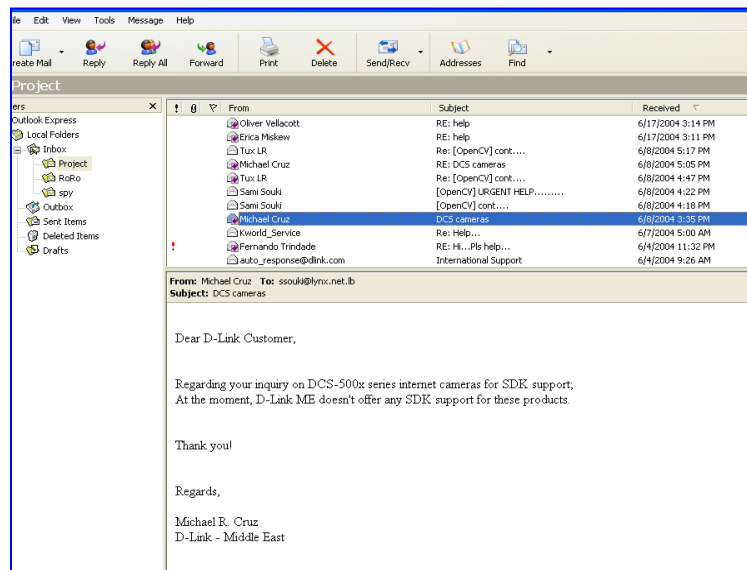 ile Edit View Tools Message Help
reate Mail Reply Reply All Forward Print Delete Send/Recv Addresses Find
Project
ers X ! From Subject Received
Outlook Express
Local Folders
Inbox
Project
RoRo
spy
Outbox
Sent Items
Deleted Items
Drafts
Oliver Vellacott RE: help 6/17/2004 3:14 PM
Erica Miskew RE: help 6/17/2004 3:11 PM
Tux LR Re: [OpenCV] cont.... 6/8/2004 5:17 PM
Michael Cruz RE: DCS cameras 6/8/2004 5:05 PM
Tux LR Re: [OpenCV] cont.... 6/8/2004 4:47 PM
Sami Souki [OpenCV] URGENT HELP......... 6/8/2004 4:22 PM
Sami Souki [OpenCV] cont.... 6/8/2004 4:18 PM
Michael Cruz DCS cameras 6/8/2004 3:35 PM
Kworld_Service Re: Help... 6/7/2004 5:00 AM
! Fernando Trindade RE: Hi...Pls help... 6/4/2004 11:32 PM
auto_response@dlink.com International Support 6/4/2004 9:26 AM
From: Michael Cruz To: ssouki@lynx.net.lb
Subject: DCS cameras
Dear D-Link Customer,
Regarding your inquiry on DCS-500x series internet cameras for SDK support;
At the moment, D-Link ME doesn't offer any SDK support for these products.
Thank you!
Regards,
Michael R. Cruz
D-Link - Middle East